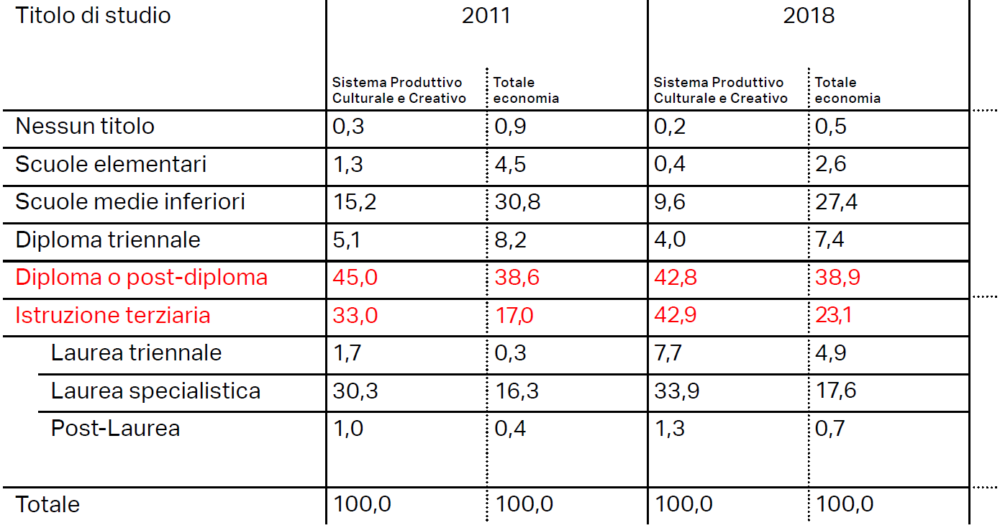 Titolo di studio 2011 2018
Sistema Produttivo Totale Sistema Produttivo Totale
Culturale e Creativo economia Culturale e Creativo economia
Nessun titolo 0,3 0,9 0,2 0,5
Scuole elementari 1,3 4,5 0,4 2,6
Scuole medie inferiori 15,2 30,8 9,6 27,4
Diploma triennale 5,1 8,2 4,0 7,4
Diploma o post-diploma 45,0 38,6 42,8 38,9
Istruzione terziaria 33,0 17,0 42,9 23,1
Laurea triennale 1,7 0,3 7,7 4,9
Laurea specialistica 30,3 16,3 33,9 17,6
Post-Laurea 1,0 0,4 1,3 0,7
Totale 100,0 100,0 100,0 100,0